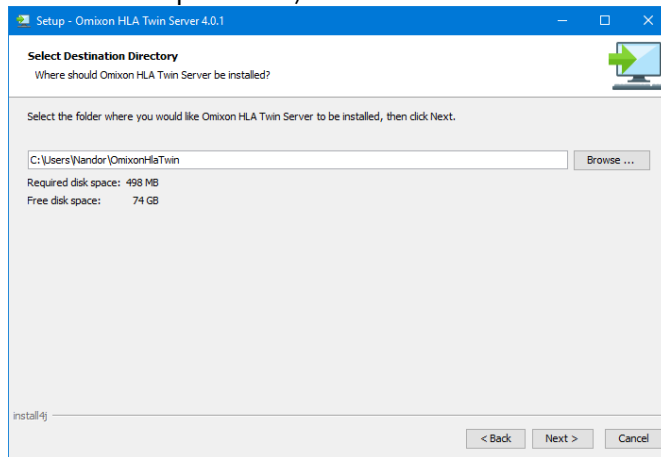 Setup - Omixon HLA Twin Server 4.0.1
Select Destination Directory
Where should Omixon HLA Twin Server be installed?
Select the folder where you would like Omixon HLA Twin Server to be installed, then click Next.
C:\Users\Nandor\OmixonHlaTwin
Browse ...
Required disk space: 498 MB
Free disk space: 74 GB
install4j
< Back
Next >
Cancel